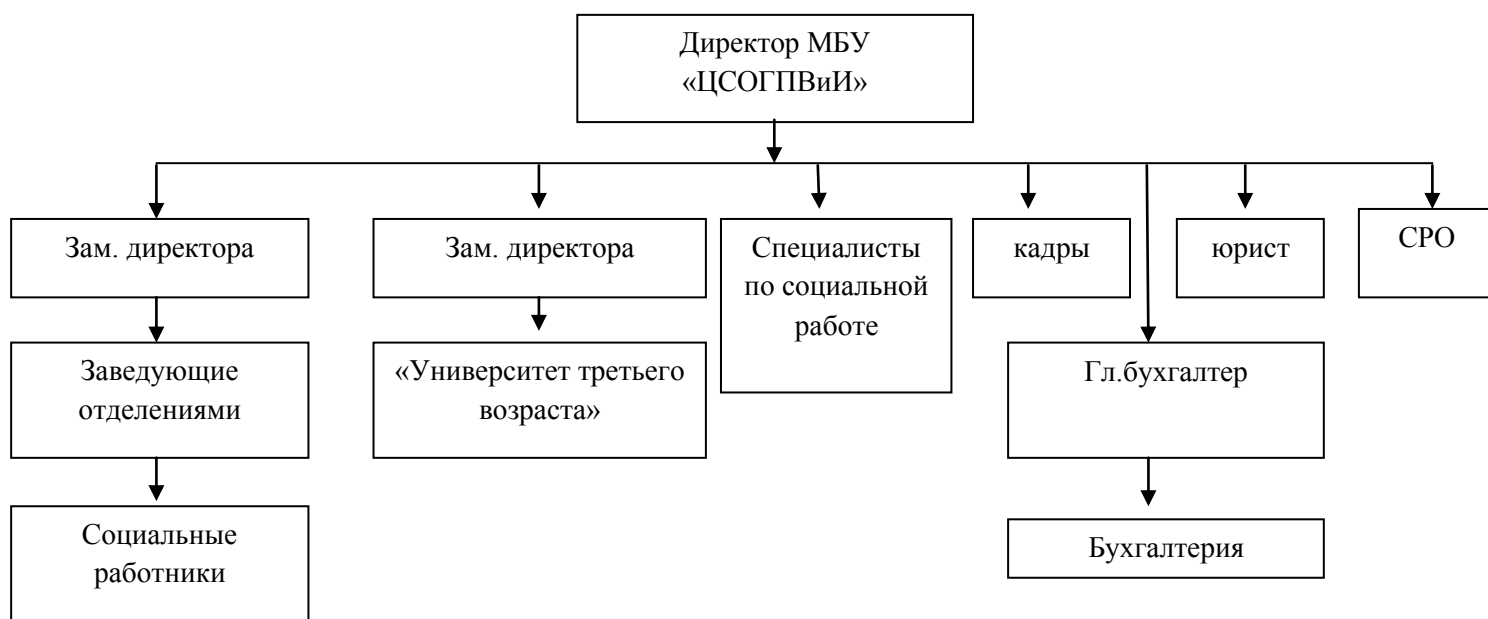 Директор МБУ
«ЦСОГПВиИ»
Зам. директора
Зам. директора
Специалисты
по социальной
работе
кадры
юрист
СРО
Заведующие
отделениями
«Университет третьего
возраста»
Гл.бухгалтер
Социальные
работники
Бухгалтерия